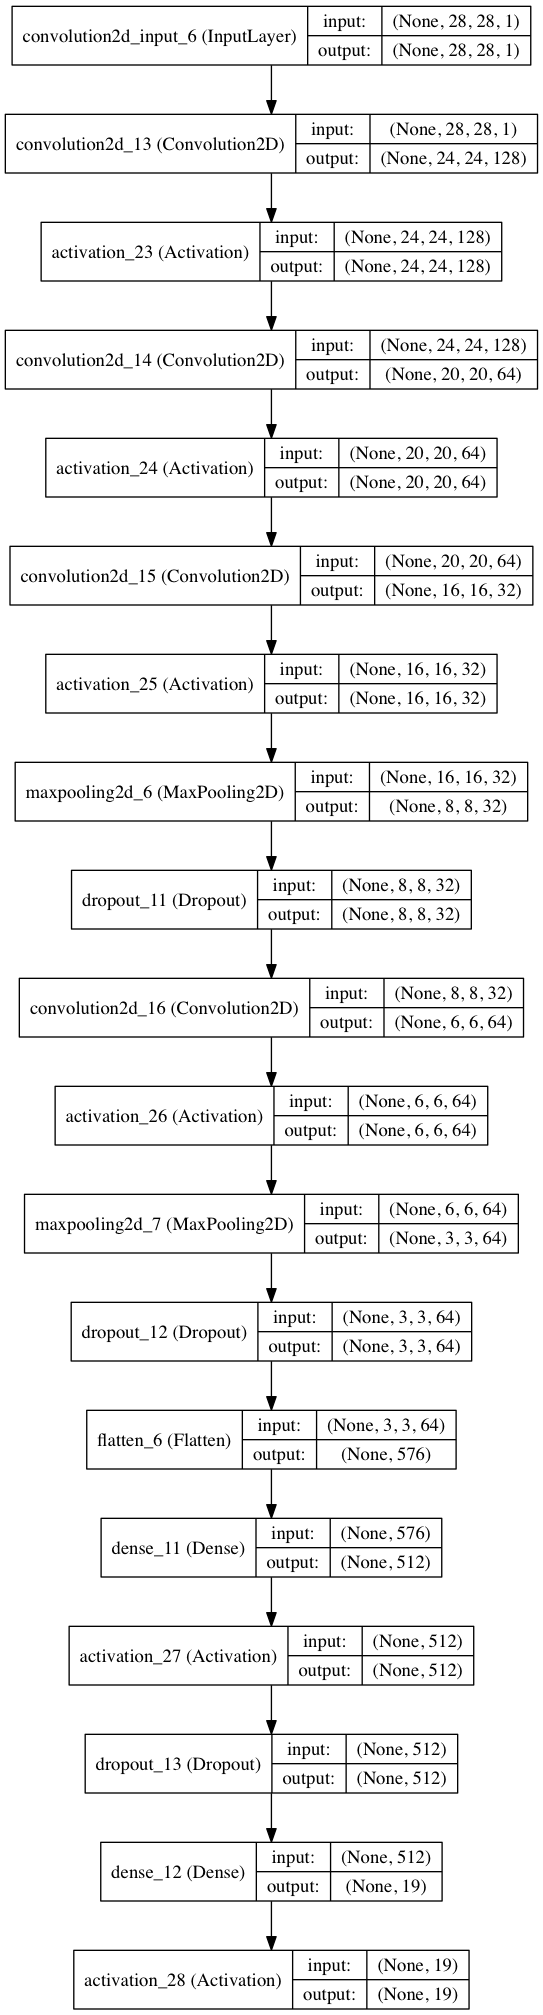 convolution2d_input_6 (InputLayer)
input: (None, 28, 28, 1)
output: (None, 28, 28, 1)
convolution2d_13 (Convolution2D)
input: (None, 28, 28, 1)
output: (None, 24, 24, 128)
activation_23 (Activation)
input: (None, 24, 24, 128)
output: (None, 24, 24, 128)
convolution2d_14 (Convolution2D)
input: (None, 24, 24, 128)
output: (None, 20, 20, 64)
activation_24 (Activation)
input: (None, 20, 20, 64)
output: (None, 20, 20, 64)
convolution2d_15 (Convolution2D)
input: (None, 20, 20, 64)
output: (None, 16, 16, 32)
activation_25 (Activation)
input: (None, 16, 16, 32)
output: (None, 16, 16, 32)
maxpooling2d_6 (MaxPooling2D)
input: (None, 16, 16, 32)
output: (None, 8, 8, 32)
dropout_11 (Dropout)
input: (None, 8, 8, 32)
output: (None, 8, 8, 32)
convolution2d_16 (Convolution2D)
input: (None, 8, 8, 32)
output: (None, 6, 6, 64)
activation_26 (Activation)
input: (None, 6, 6, 64)
output: (None, 6, 6, 64)
maxpooling2d_7 (MaxPooling2D)
input: (None, 6, 6, 64)
output: (None, 3, 3, 64)
dropout_12 (Dropout)
input: (None, 3, 3, 64)
output: (None, 3, 3, 64)
flatten_6 (Flatten)
input: (None, 3, 3, 64)
output: (None, 576)
dense_11 (Dense)
input: (None, 576)
output: (None, 512)
activation_27 (Activation)
input: (None, 512)
output: (None, 512)
dropout_13 (Dropout)
input: (None, 512)
output: (None, 512)
dense_12 (Dense)
input: (None, 512)
output: (None, 19)
activation_28 (Activation)
input: (None, 19)
output: (None, 19)